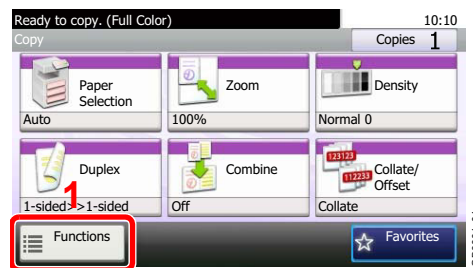 Ready to copy. (Full Color)
10:10
Copy
Copies 1
Paper
Selection
Auto
Zoom
100%
Density
Normal 0
Duplex
1-sided>>1-sided
Combine
Off
123123
112233
Collate/
Offset
Collate
1
Functions
Favorites